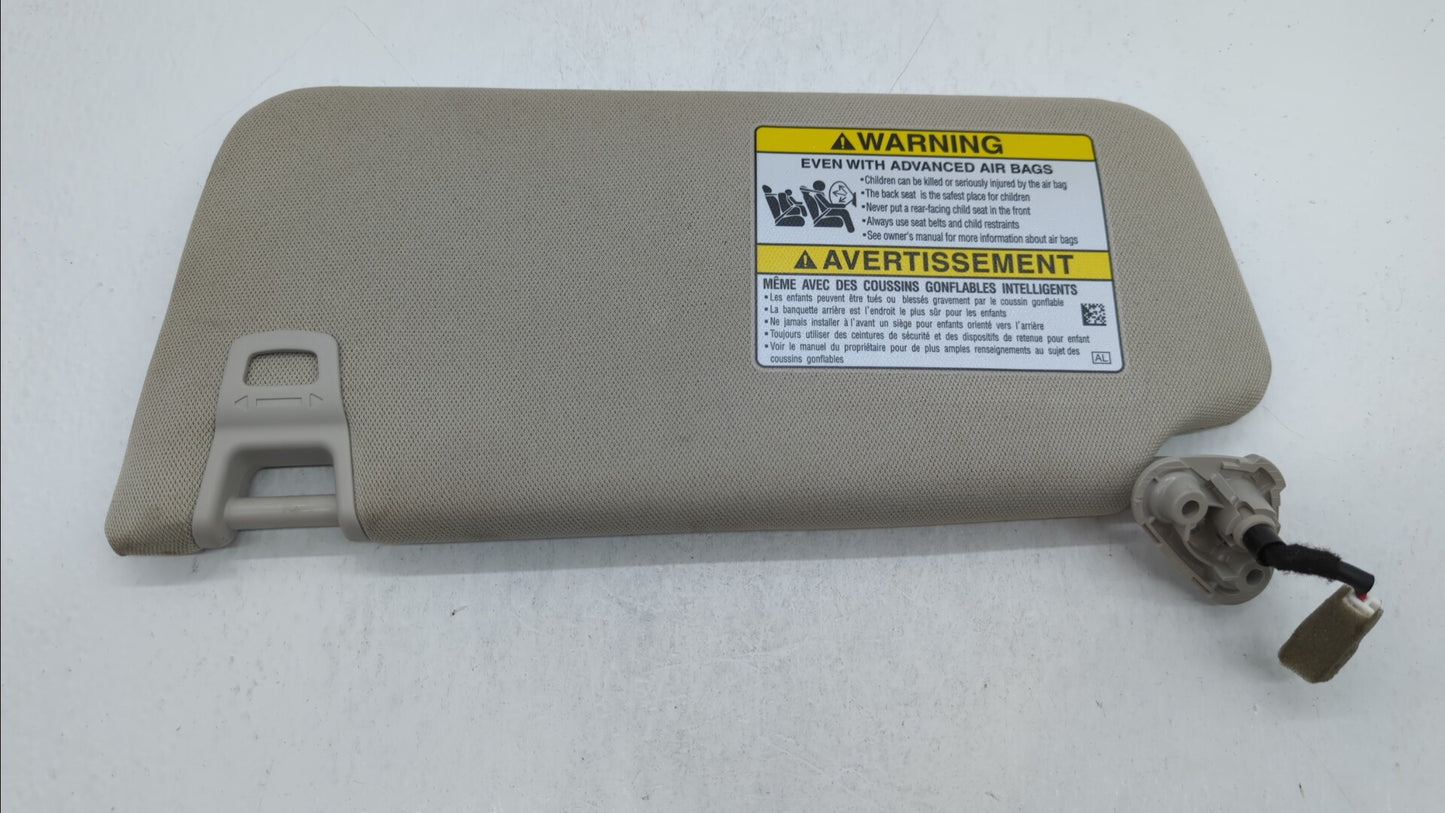 ⚠WARNING
EVEN WITH ADVANCED AIR BAGS
•Children can be killed or seriously injured by the air bag
•The back seat is the safest place for children
•Never put a rear-facing child seat in the front
•Always use seat belts and child restraints
•See owner's manual for more information about air bags
⚠AVERTISSEMENT
MÊME AVEC DES COUSSINS GONFLABLES INTELLIGENTS
•Les enfants peuvent être tués ou blessés gravement par le coussin gonflable
•La banquette arrière est l'endroit le plus sûr pour les enfants
•Ne jamais installer à l'avant un siège pour enfants orienté vers l'arrière
•Toujours utiliser des ceintures de sécurité et des dispositifs de retenue pour enfant
•Voir le manuel du propriétaire pour de plus amples renseignements au sujet des
coussins gonflables
AL